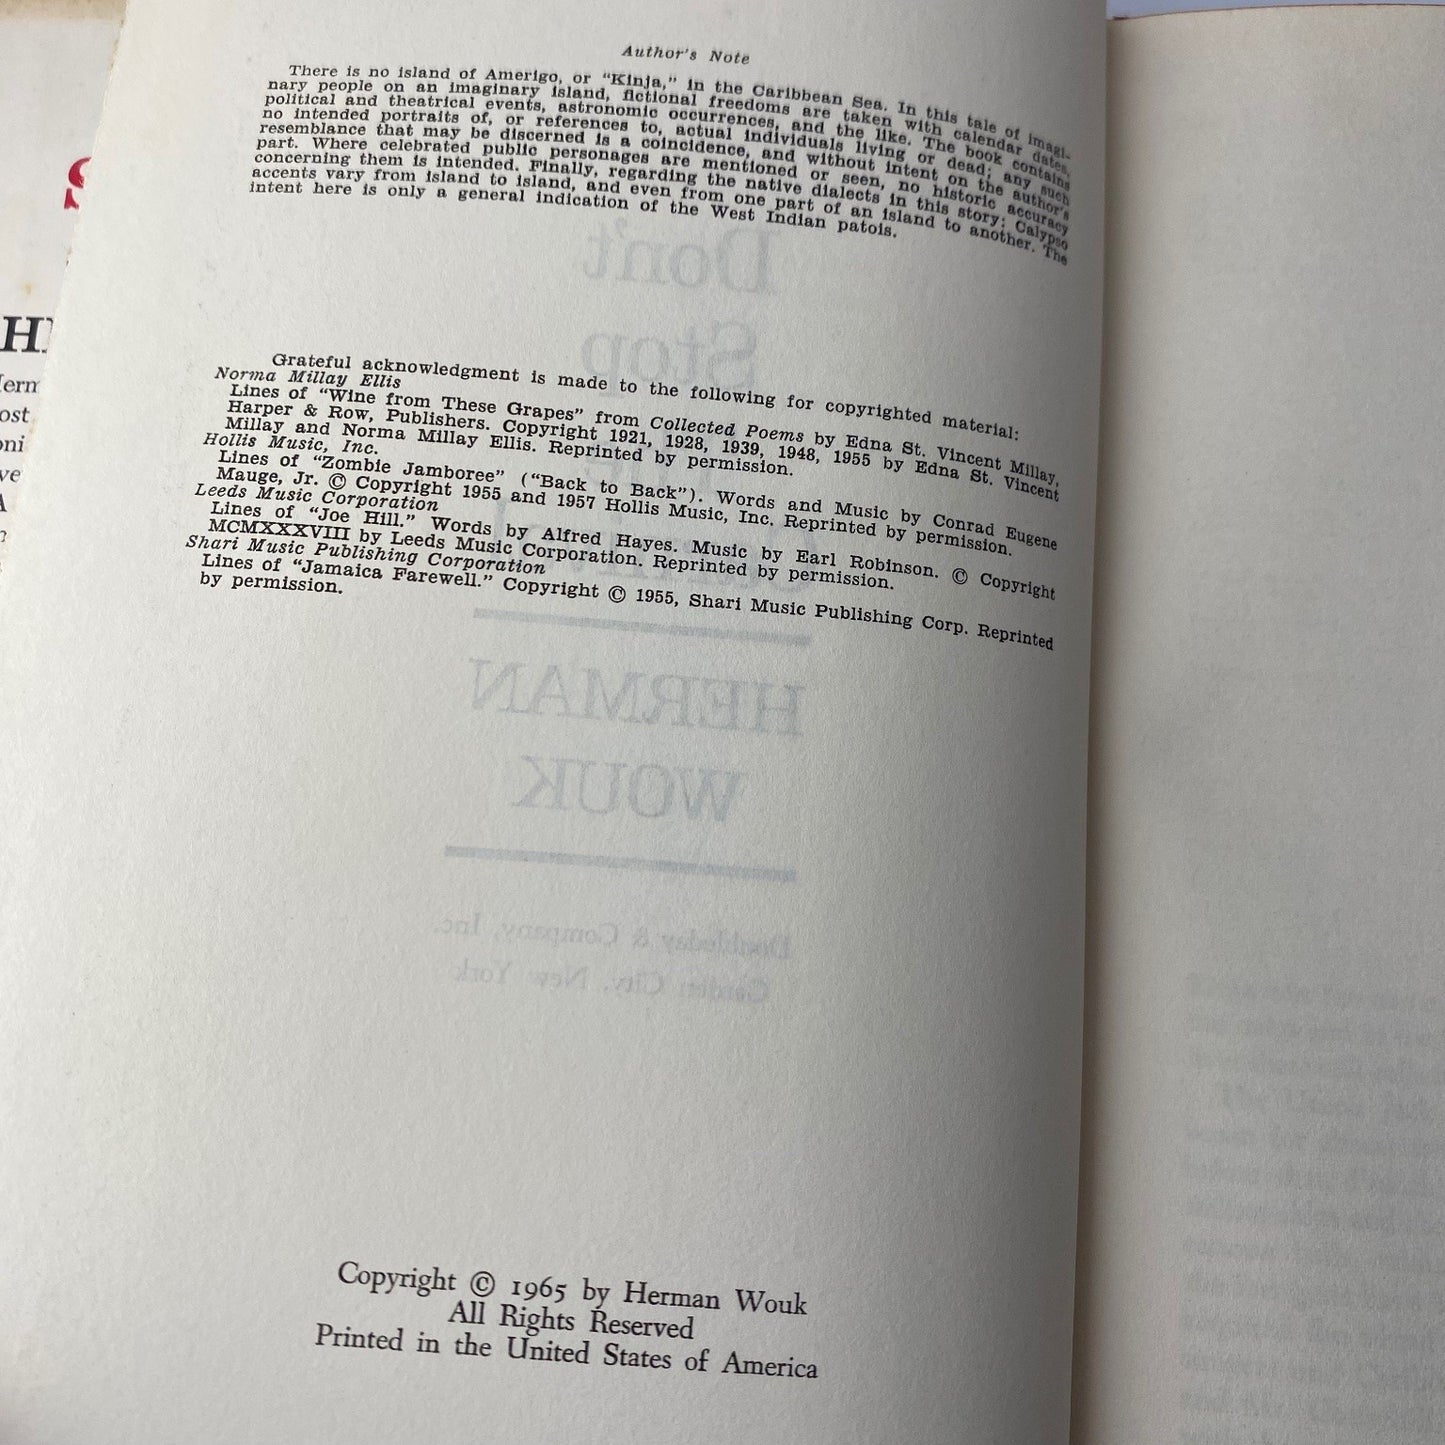 Author's Note
There is no island of Amerigo, or "Kinja," in the Caribbean Sea. In this tale of imagi-
nary people on an imaginary island, fictional freedoms are taken with calendar dates,
political and theatrical events, astronomic occurrences, and the like. The book contains
no intended portraits of, or references to, actual individuals living or dead; any such
resemblance that may be discerned is a coincidence, and without intent on the author's
part. Where celebrated public personages are mentioned or seen, no historic accuracy
concerning them is intended. Finally, regarding the native dialects in this story: Calypso
accents vary from island to island, and even from one part of an island to another. The
intent here is only a general indication of the West Indian patois.
Grateful acknowledgment is made to the following for copyrighted material:
Norma Millay Ellis
Lines of "Wine from These Grapes" from Collected Poems by Edna St. Vincent Millay,
Harper & Row, Publishers. Copyright 1921, 1928, 1939, 1948, 1955 by Edna St. Vincent
Millay and Norma Millay Ellis. Reprinted by permission.
Hollis Music, Inc.
Lines of "Zombie Jamboree" ("Back to Back"). Words and Music by Conrad Eugene
Mauge, Jr. © Copyright 1955 and 1957 Hollis Music, Inc. Reprinted by permission.
Leeds Music Corporation
Lines of "Joe Hill." Words by Alfred Hayes. Music by Earl Robinson. © Copyright
MCMXXXVIII by Leeds Music Corporation. Reprinted by permission.
Shari Music Publishing Corporation
Lines of "Jamaica Farewell." Copyright © 1955, Shari Music Publishing Corp. Reprinted
by permission.
Don't
Stop
HERMAN
WOUK
Doubleday & Company, Inc.
Garden City, New York
Copyright © 1965 by Herman Wouk
All Rights Reserved
Printed in the United States of America